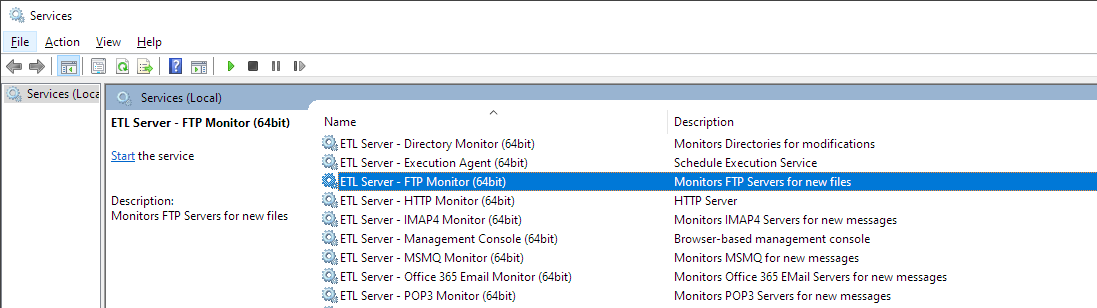 Services
File Action View Help
Services (Loca
Services (Local)
ETL Server - FTP Monitor (64bit)
Start the service
Description:
Monitors FTP Servers for new files
Name Description
ETL Server - Directory Monitor (64bit) Monitors Directories for modifications
ETL Server - Execution Agent (64bit) Schedule Execution Service
ETL Server - FTP Monitor (64bit) Monitors FTP Servers for new files
ETL Server - HTTP Monitor (64bit) HTTP Server
ETL Server - IMAP4 Monitor (64bit) Monitors IMAP4 Servers for new messages
ETL Server - Management Console (64bit) Browser-based management console
ETL Server - MSMQ Monitor (64bit) Monitors MSMQ for new messages
ETL Server - Office 365 Email Monitor (64bit) Monitors Office 365 EMail Servers for new messages
ETL Server - POP3 Monitor (64bit) Monitors POP3 Servers for new messages